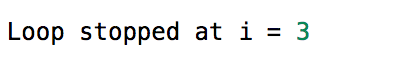 Loop stopped at i = 3